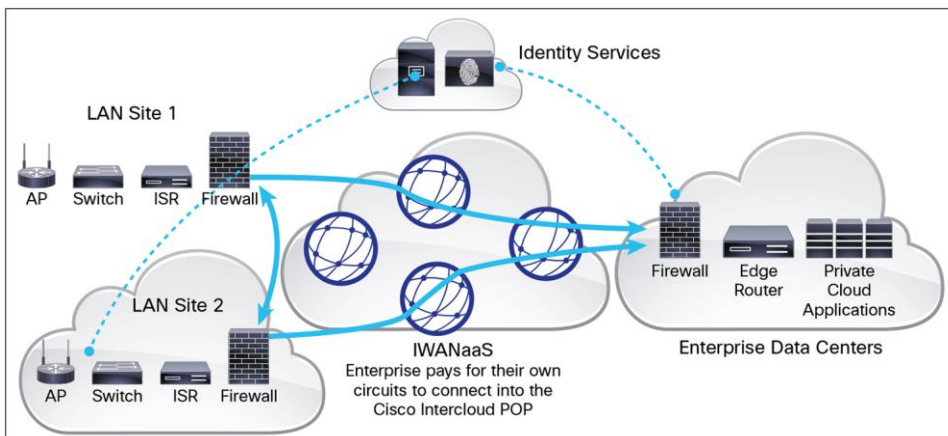 Identity Services
LAN Site 1
AP
Switch
ISR
Firewall
LAN Site 2
AP
Switch
ISR
Firewall
IWANaaS
Enterprise pays for their own
circuits to connect into the
Cisco Intercloud POP
Firewall
Edge
Router
Private
Cloud
Applications
Enterprise Data Centers